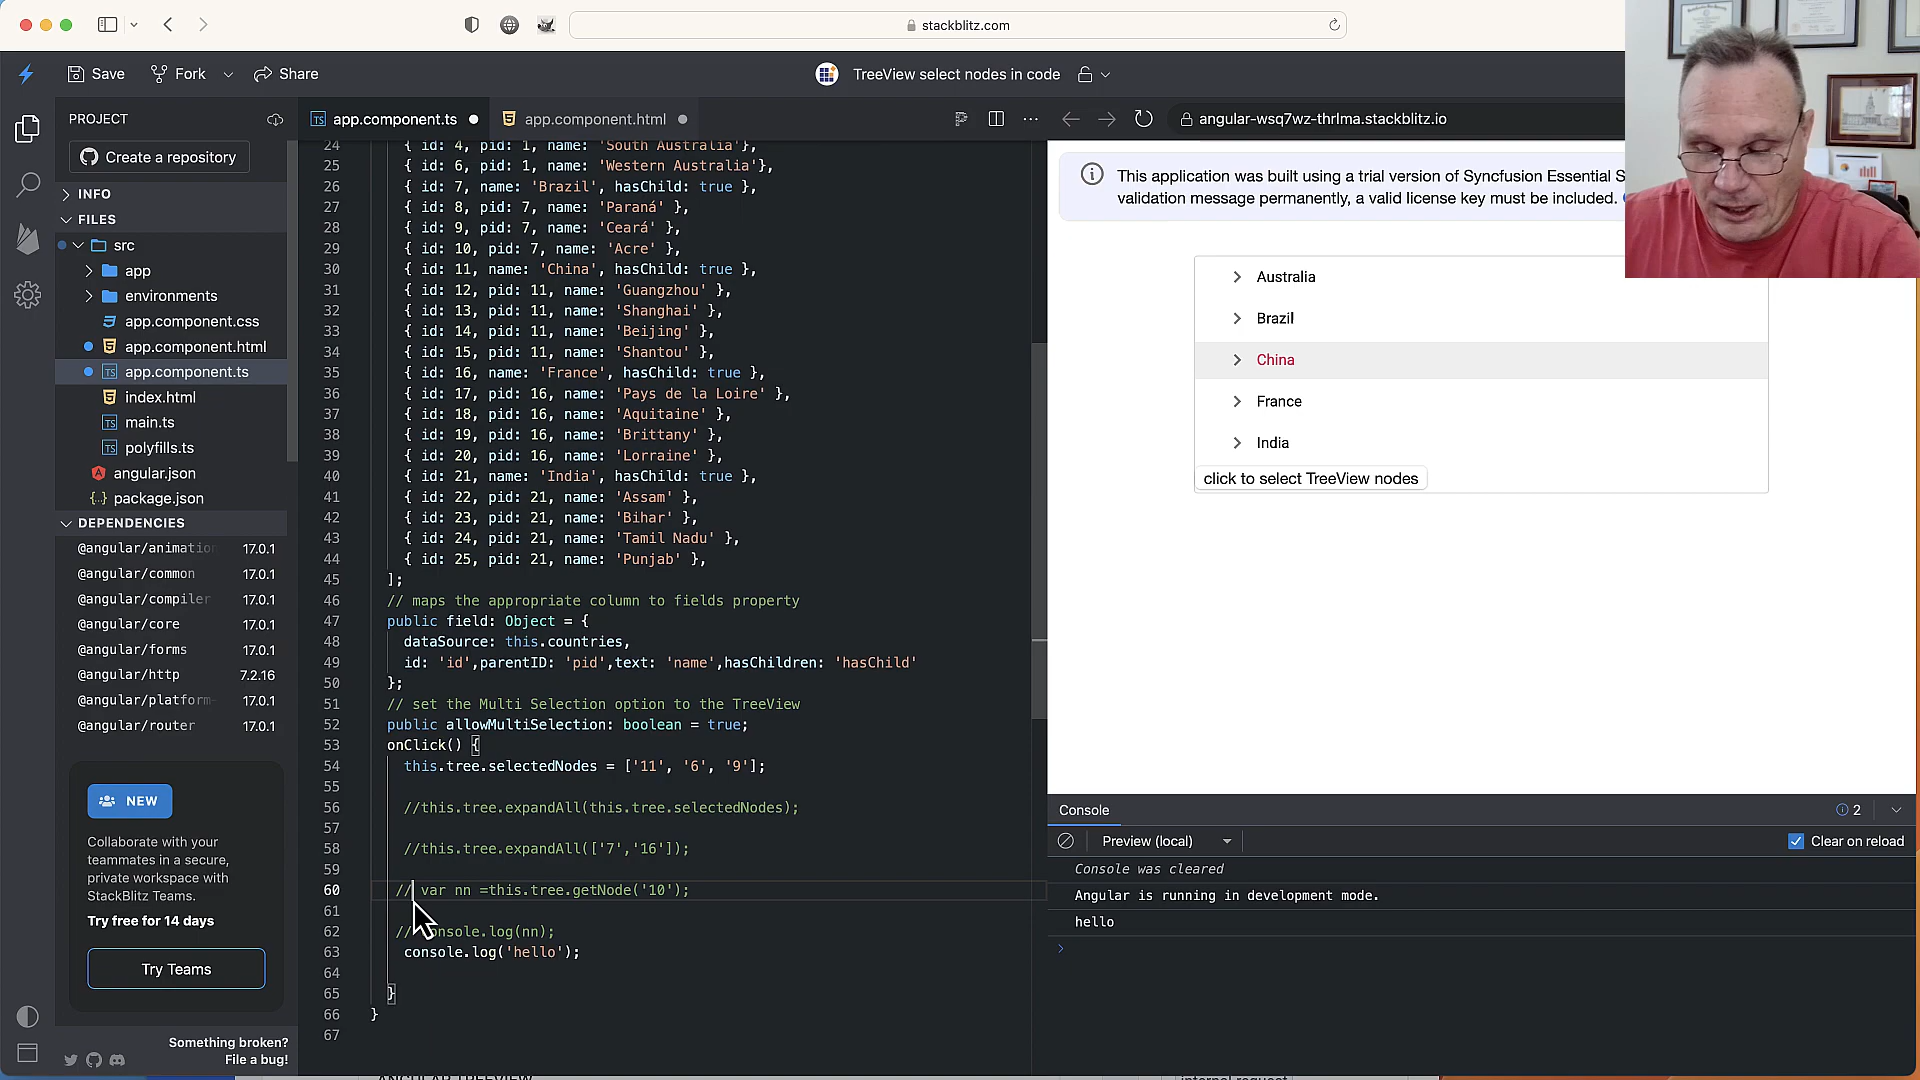 stackblitz.com
Save
Fork
Share
TreeView select nodes in code
PROJECT
Create a repository
INFO
FILES
src
app
environments
app.component.css
app.component.html
app.component.ts
index.html
main.ts
polyfills.ts
angular.json
package.json
DEPENDENCIES
@angular/animation 17.0.1
@angular/common 17.0.1
@angular/compiler 17.0.1
@angular/core 17.0.1
@angular/forms 17.0.1
@angular/http 7.2.16
@angular/platform- 17.0.1
@angular/router 17.0.1
NEW
Collaborate with your
teammates in a secure,
private workspace with
StackBlitz Teams.
Try free for 14 days
Try Teams
Something broken?
File a bug!
app.component.ts
app.component.html
24 { id: 4, pid: 1, name: 'South Australia'},
25 { id: 6, pid: 1, name: 'Western Australia'},
26 { id: 7, name: 'Brazil', hasChild: true },
27 { id: 8, pid: 7, name: 'Paraná' },
28 { id: 9, pid: 7, name: 'Ceará' },
29 { id: 10, pid: 7, name: 'Acre' },
30 { id: 11, name: 'China', hasChild: true },
31 { id: 12, pid: 11, name: 'Guangzhou' },
32 { id: 13, pid: 11, name: 'Shanghai' },
33 { id: 14, pid: 11, name: 'Beijing' },
34 { id: 15, pid: 11, name: 'Shantou' },
35 { id: 16, name: 'France', hasChild: true },
36 { id: 17, pid: 16, name: 'Pays de la Loire' },
37 { id: 18, pid: 16, name: 'Aquitaine' },
38 { id: 19, pid: 16, name: 'Brittany' },
39 { id: 20, pid: 16, name: 'Lorraine' },
40 { id: 21, name: 'India', hasChild: true },
41 { id: 22, pid: 21, name: 'Assam' },
42 { id: 23, pid: 21, name: 'Bihar' },
43 { id: 24, pid: 21, name: 'Tamil Nadu' },
44 { id: 25, pid: 21, name: 'Punjab' },
45 ];
46 // maps the appropriate column to fields property
47 public field: Object = {
48 dataSource: this.countries,
49 id: 'id',parentID: 'pid',text: 'name',hasChildren: 'hasChild'
50 };
51 // set the Multi Selection option to the TreeView
52 public allowMultiSelection: boolean = true;
53 onClick() {
54 this.tree.selectedNodes = ['11', '6', '9'];
55
56 //this.tree.expandAll(this.tree.selectedNodes);
57
58 //this.tree.expandAll(['7','16']);
59
60 // var nn =this.tree.getNode('10');
61
62 // console.log(nn);
63 console.log('hello');
64
65 }
66 }
67
angular-wsq7wz-thrlma.stackblitz.io
This application was built using a trial version of Syncfusion Essential S
validation message permanently, a valid license key must be included.
Australia
Brazil
China
France
India
click to select TreeView nodes
Console
2
Preview (local)
Clear on reload
Console was cleared
Angular is running in development mode.
hello
ANGULAR TREEVIEW
internal request